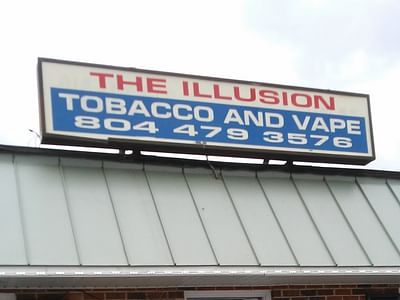 THE ILLUSION
TOBACCO AND VAPE
804 479 3576